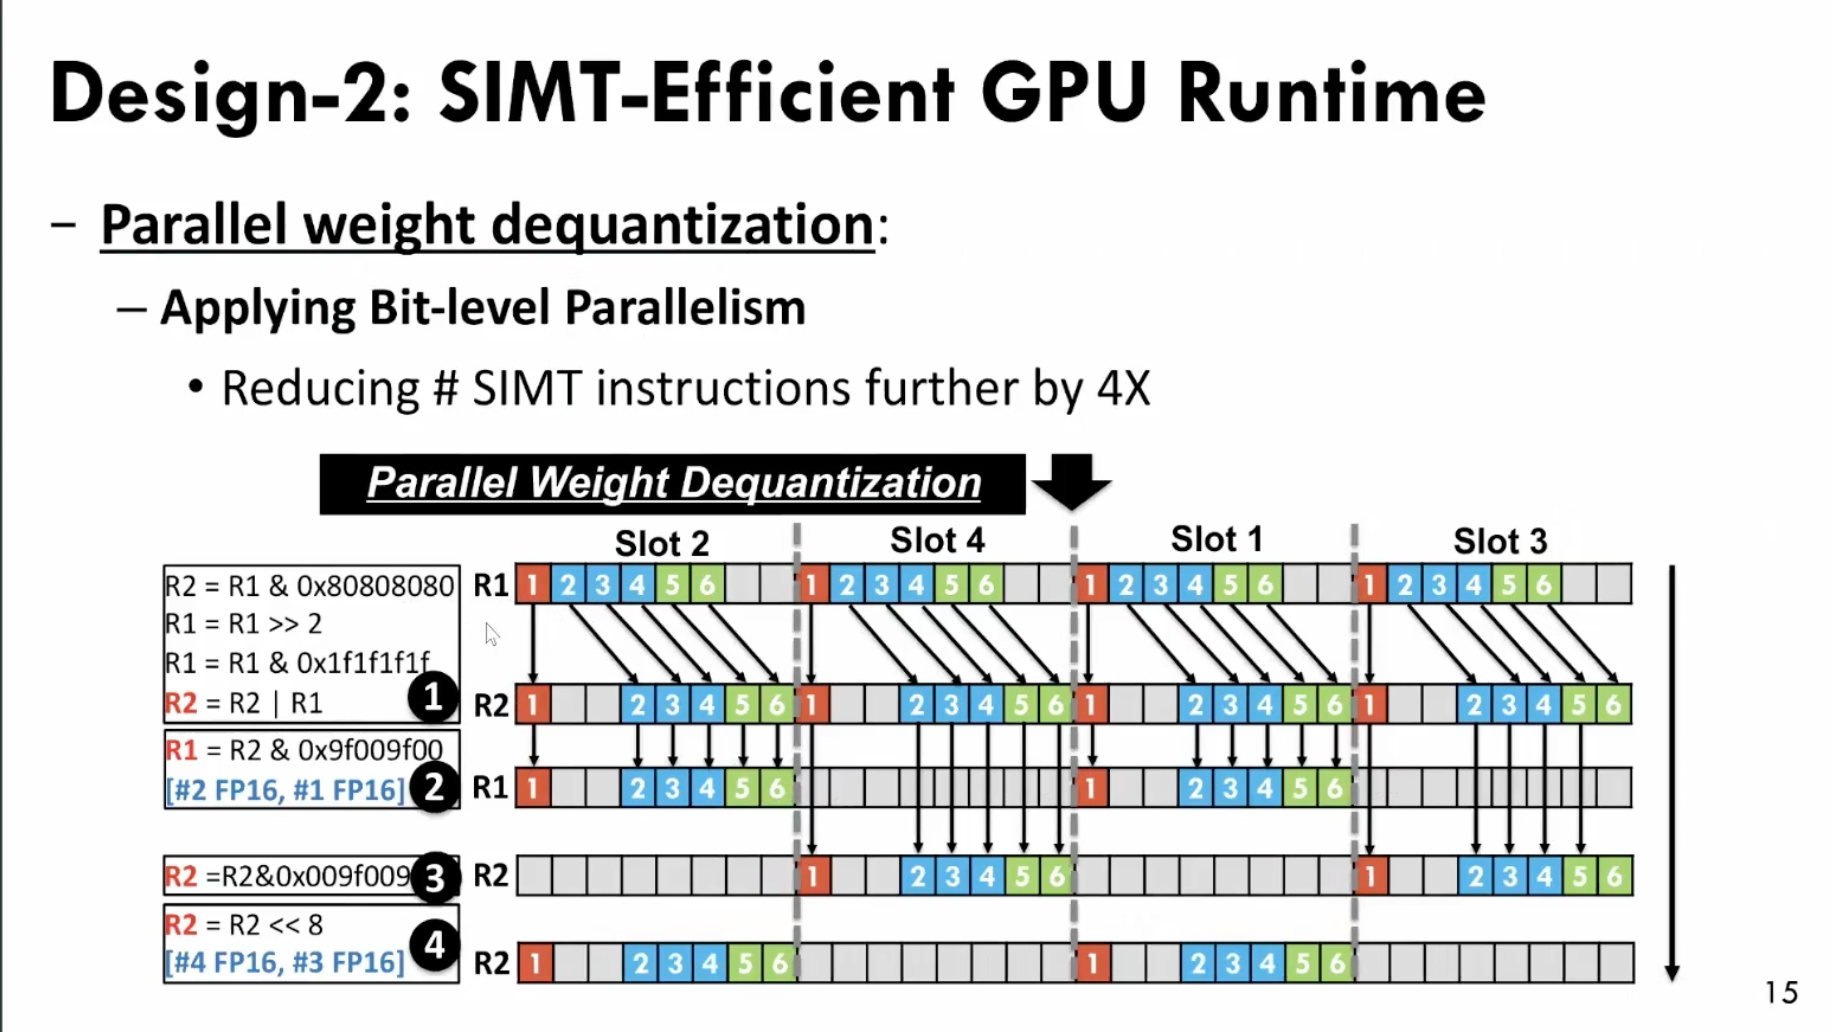 Design-2: SIMT-Efficient GPU Runtime
– Parallel weight dequantization:
– Applying Bit-level Parallelism
• Reducing # SIMT instructions further by 4X
Parallel Weight Dequantization
Slot 2 Slot 4 Slot 1 Slot 3
R2 = R1 & 0x80808080
R1 = R1 >> 2
R1 = R1 & 0x1f1f1f1f
R2 = R2 | R1
1
R1 = R2 & 0x9f009f00
[#2 FP16, #1 FP16]
2
R2 =R2&0x009f009
3
R2 = R2 << 8
[#4 FP16, #3 FP16]
4
R1 1 2 3 4 5 6 1 2 3 4 5 6 1 2 3 4 5 6 1 2 3 4 5 6
R2 1 2 3 4 5 6 1 2 3 4 5 6 1 2 3 4 5 6 1 2 3 4 5 6
R1 1 2 3 4 5 6 1 2 3 4 5 6
R2 1 2 3 4 5 6 1 2 3 4 5 6
R2 1 2 3 4 5 6 1 2 3 4 5 6
15